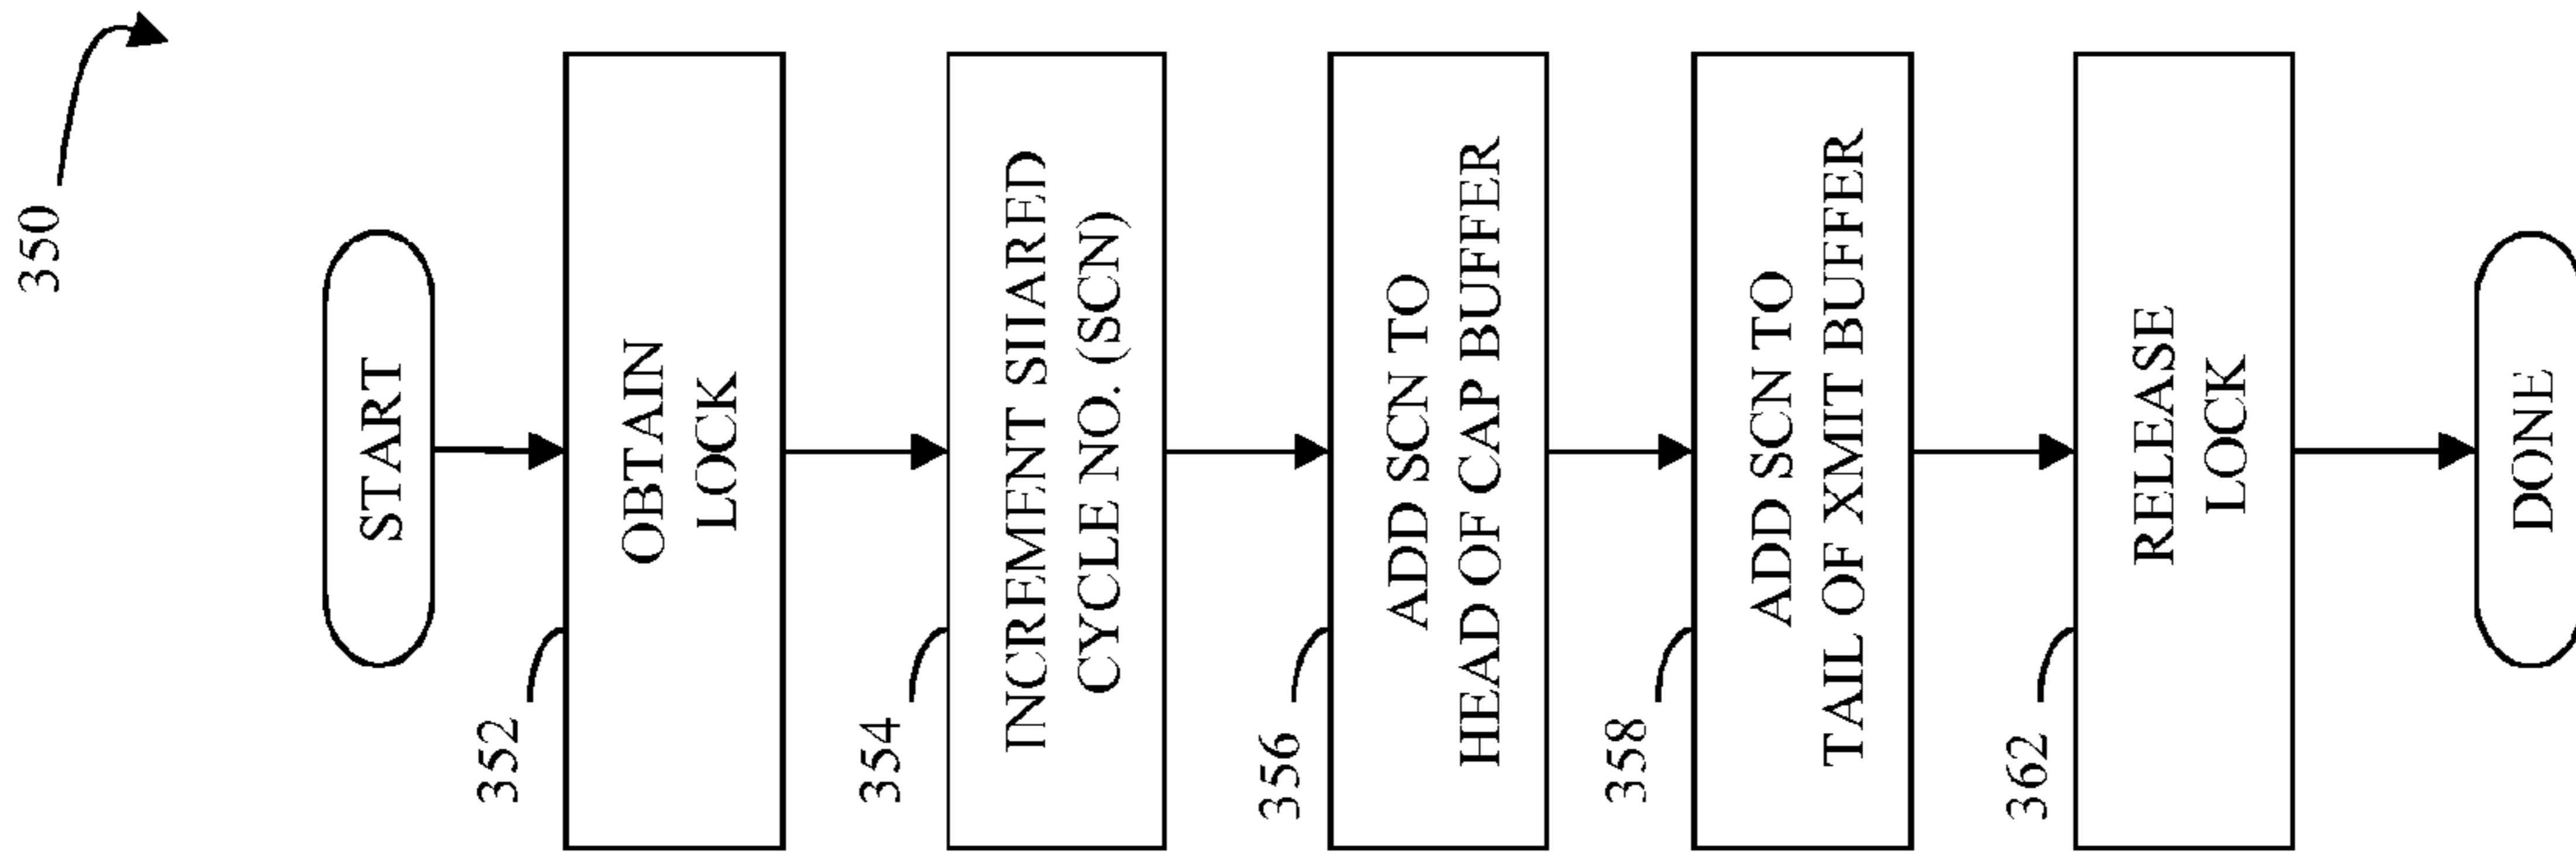 350
START
352
OBTAIN
LOCK
354
INCREMENT SHARED
CYCLE NO. (SCN)
356
ADD SCN TO
HEAD OF CAP BUFFER
358
ADD SCN TO
TAIL OF XMIT BUFFER
362
RELEASE
LOCK
DONE